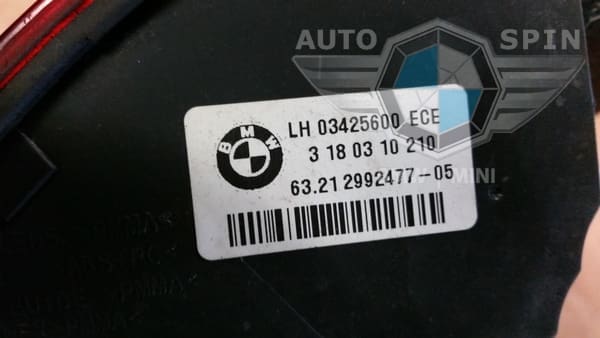 AUTO SPIN
MINI
BMW
LH 03425600 ECE
3 18 03 10 210
63.21 2992477-05